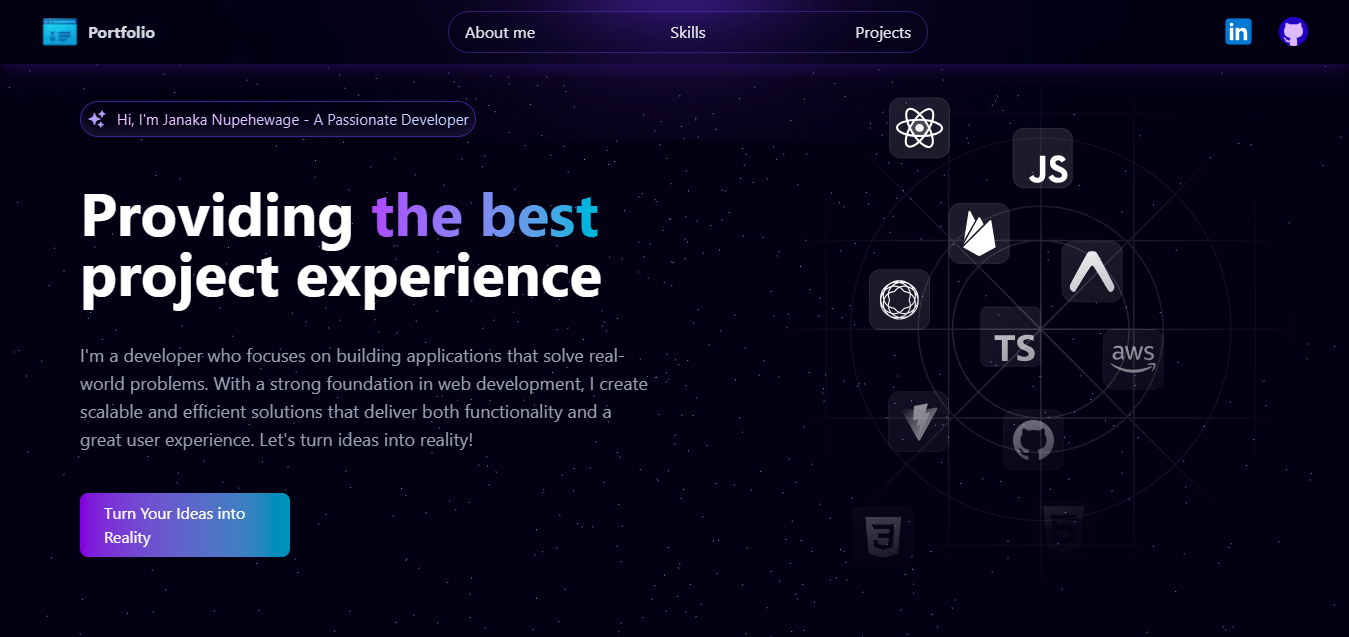 Portfolio
About me
Skills
Projects
in
Hi, I'm Janaka Nupehewage - A Passionate Developer
Providing the best
project experience
I'm a developer who focuses on building applications that solve real-
world problems. With a strong foundation in web development, I create
scalable and efficient solutions that deliver both functionality and a
great user experience. Let's turn ideas into reality!
Turn Your Ideas into
Reality
JS
TS
aws
3
5